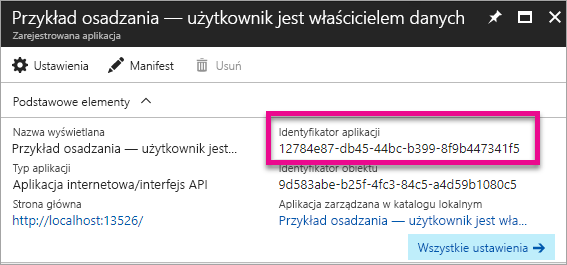 Przykład osadzania — użytkownik jest właścicielem danych
Zarejestrowana aplikacja
Ustawienia Manifest Usuń
Podstawowe elementy
Nazwa wyświetlana
Przykład osadzania — użytkownik jest...
Typ aplikacji
Aplikacja internetowa/interfejs API
Strona główna
http://localhost:13526/
Identyfikator aplikacji
12784e87-db45-44bc-b399-8f9b447341f5
Identyfikator obiektu
9d583abe-b25f-4fc3-84c5-a4d59b1080c5
Aplikacja zarządzana w katalogu lokalnym
Przykład osadzania — użytkownik jest wła...
Wszystkie ustawienia →